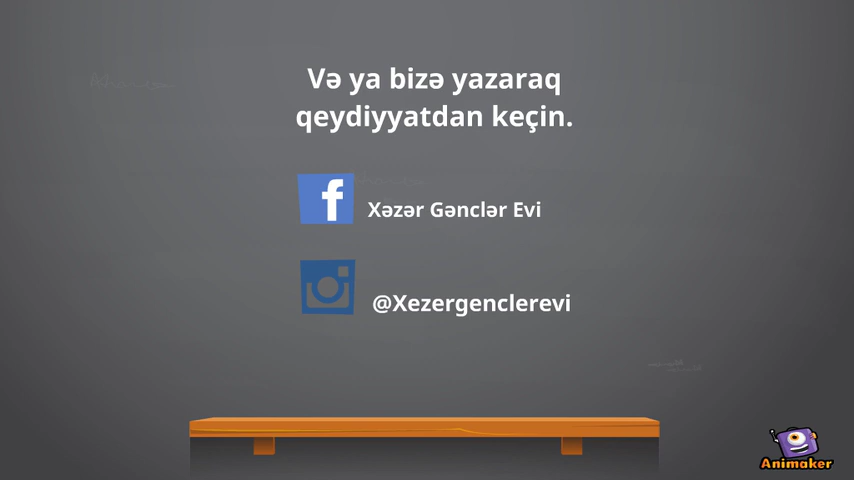 Və ya bizə yazaraq
qeydiyyatdan keçin.
f
Xəzər Gənclər Evi
@Xezergenclerevi
Animaker